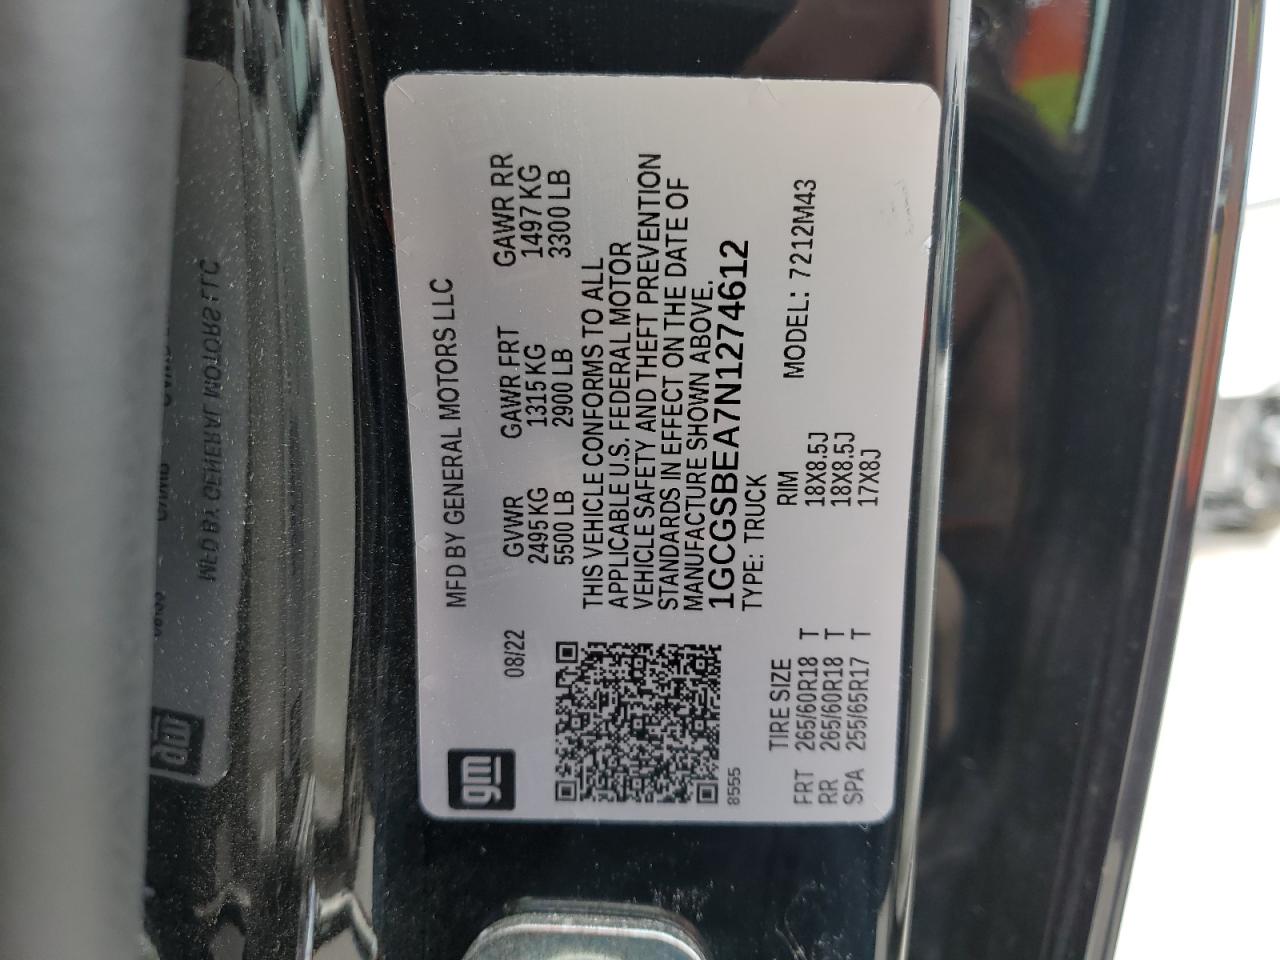 gm
MFD BY GENERAL MOTORS LLC
08/22 GVWR GAWR FRT GAWR RR
2495 KG 1315 KG 1497 KG
5500 LB 2900 LB 3300 LB
THIS VEHICLE CONFORMS TO ALL
APPLICABLE U.S. FEDERAL MOTOR
VEHICLE SAFETY AND THEFT PREVENTION
STANDARDS IN EFFECT ON THE DATE OF
MANUFACTURE SHOWN ABOVE.
1GCGSBEA7N1274612
8555 TYPE: TRUCK
TIRE SIZE RIM MODEL: 7212M43
FRT 265/60R18 T 18X8.5J
RR 265/60R18 T 18X8.5J
SPA 255/65R17 T 17X8J